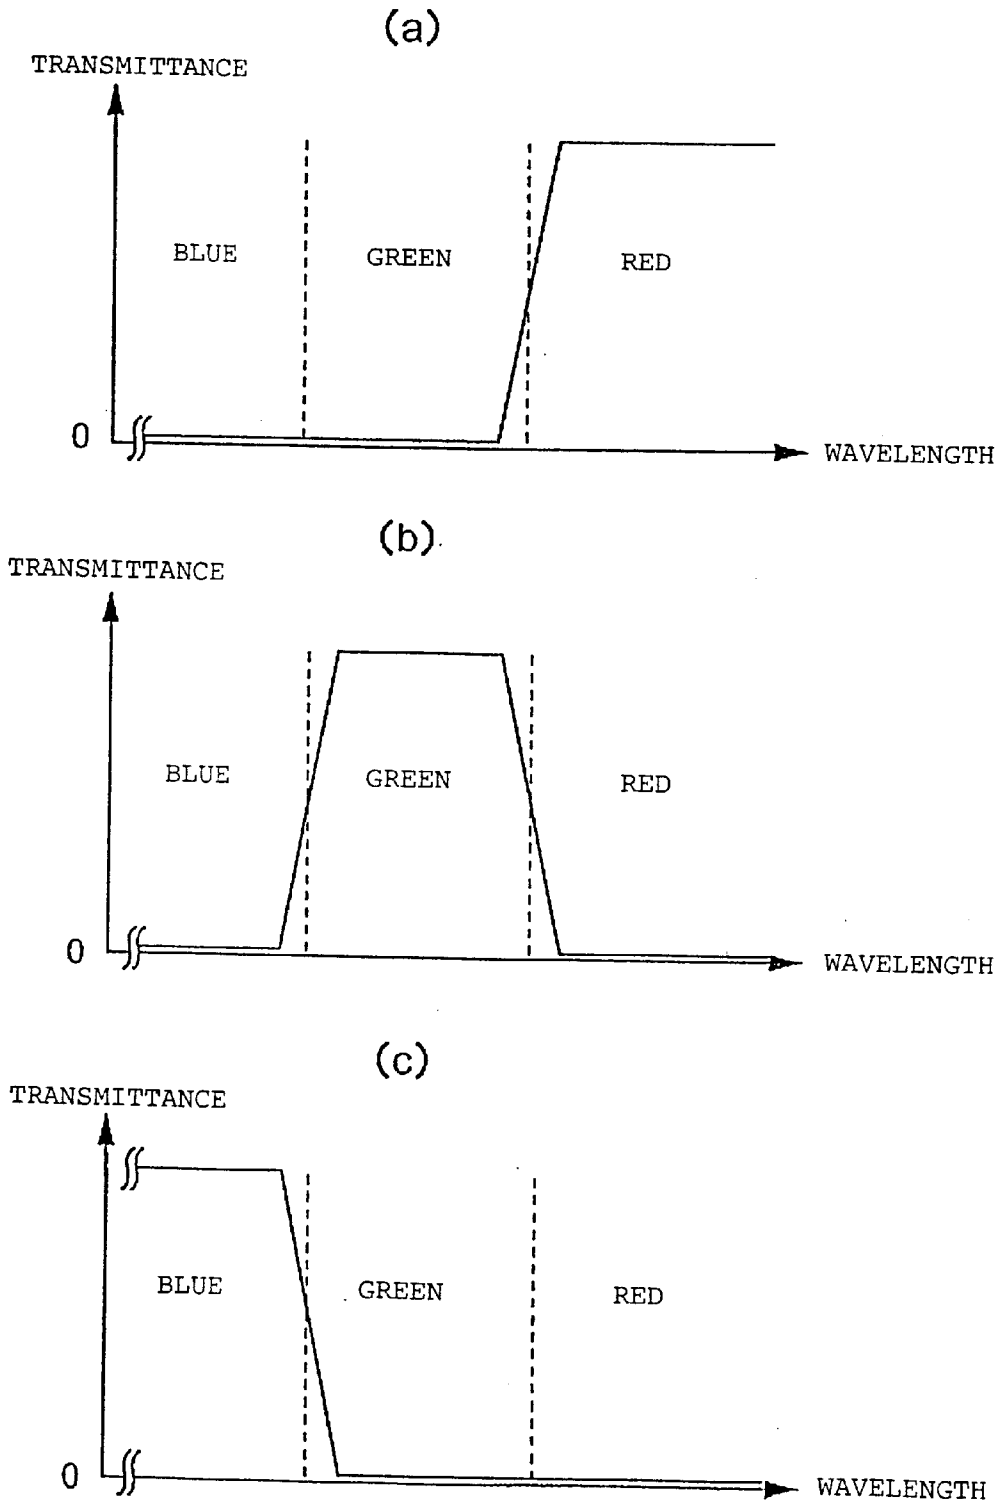 (a)
TRANSMITTANCE
BLUE
GREEN
RED
0
WAVELENGTH
(b)
TRANSMITTANCE
BLUE
GREEN
RED
0
WAVELENGTH
(c)
TRANSMITTANCE
BLUE
GREEN
RED
0
WAVELENGTH